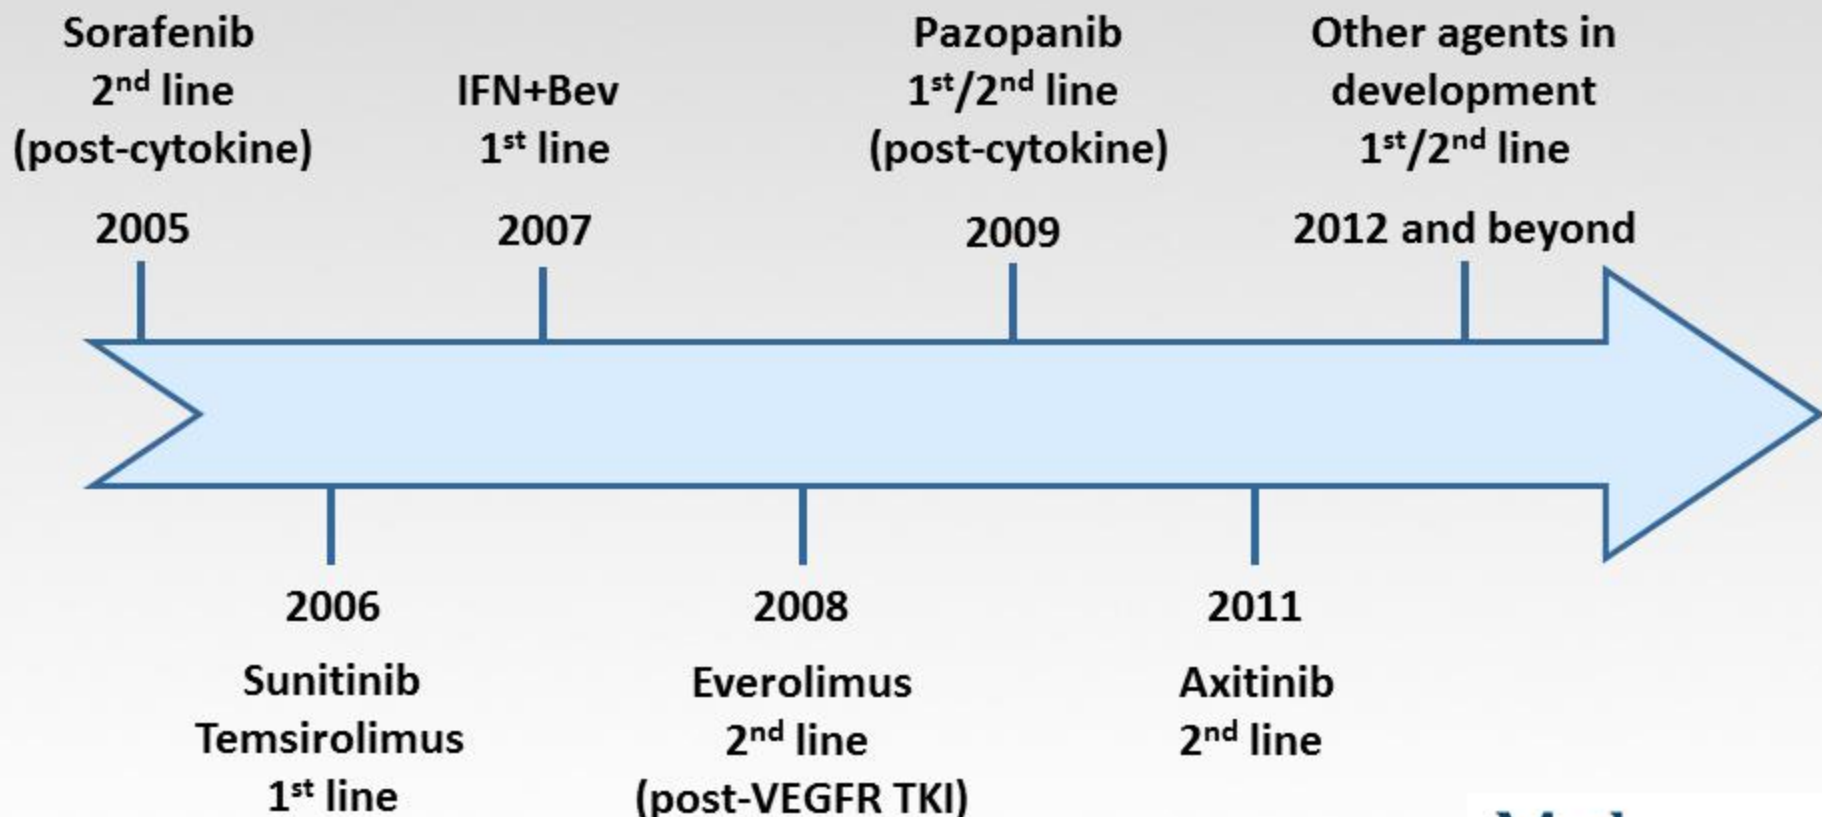 Sorafenib
2nd line
(post-cytokine)
2005
IFN+Bev
1st line
2007
Pazopanib
1st/2nd line
(post-cytokine)
2009
Other agents in
development
1st/2nd line
2012 and beyond
2006
Sunitinib
Temsirolimus
1st line
2008
Everolimus
2nd line
(post-VEGFR TKI)
2011
Axitinib
2nd line